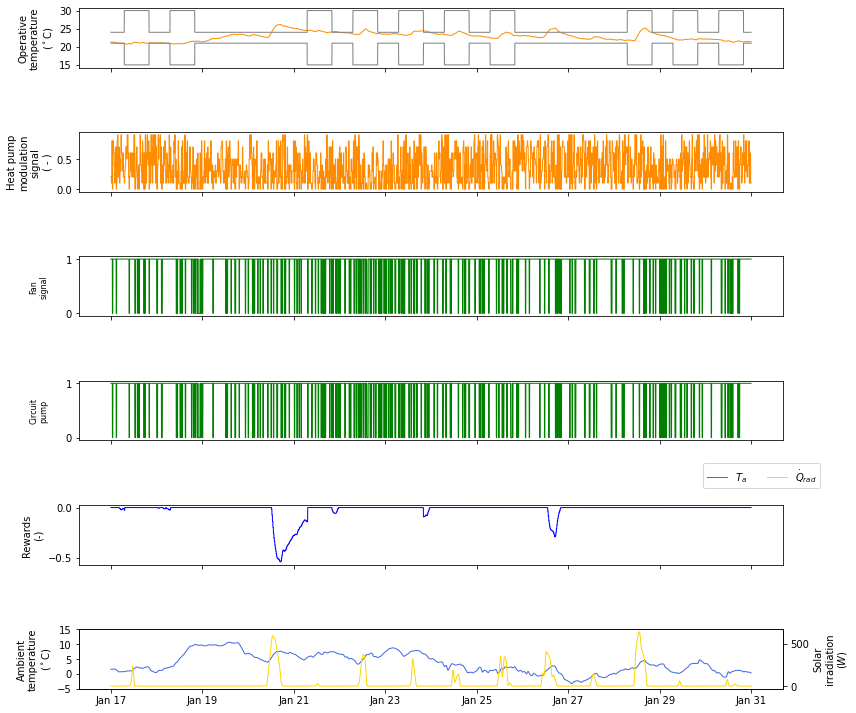 Operative
temperature
(°C)
30
25
20
15
Heat pump
modulation
signal
( - )
0.5
0.0
Fan
signal
1
0
Circuit
pump
1
0
T_a Q̇_rad
Rewards
(-)
0.0
−0.5
Ambient
temperature
(°C)
15
10
5
0
−5
500
0
Solar
irradiation
(W)
Jan 17 Jan 19 Jan 21 Jan 23 Jan 25 Jan 27 Jan 29 Jan 31